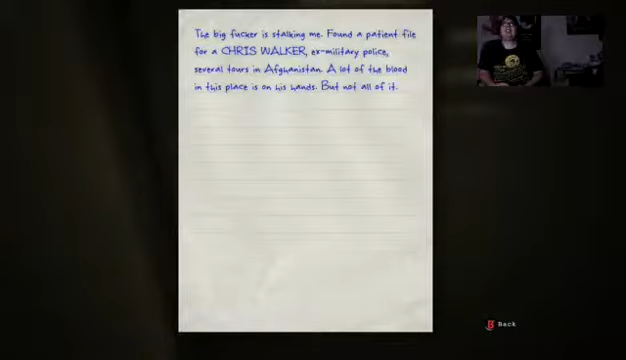 The big fucker is stalking me. Found a patient file
for a CHRIS WALKER, ex-military police,
several tours in Afghanistan. A lot of the blood
in this place is on his hands. But not all of it.
Back